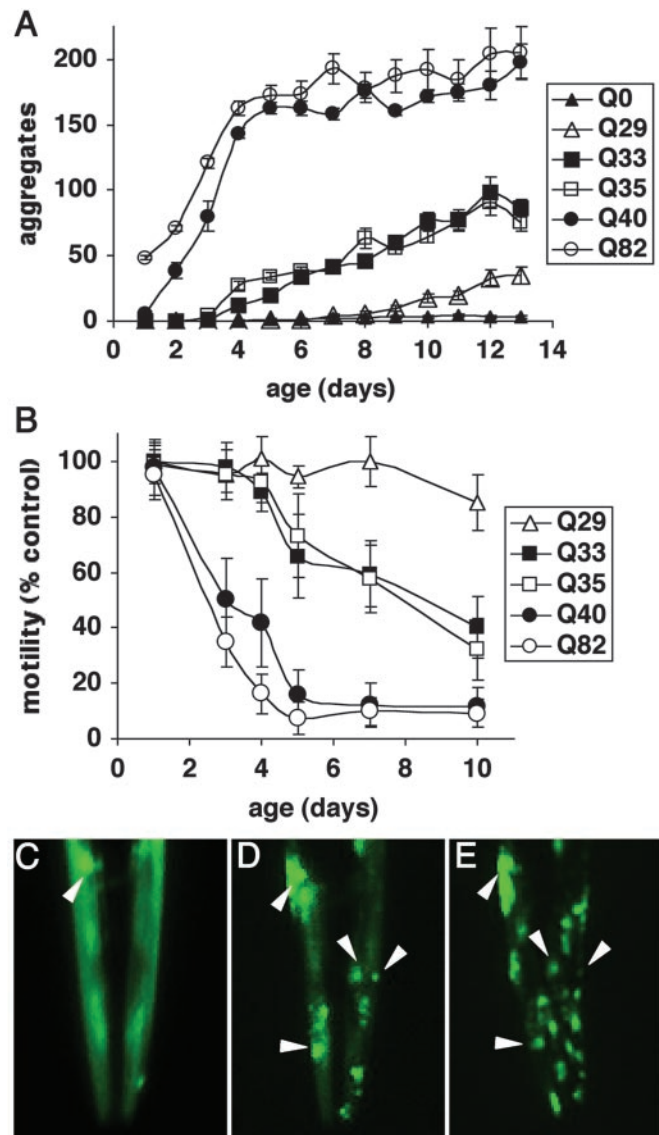 A
200
150
100
50
0
aggregates
0 2 4 6 8 10 12 14
age (days)
Q0
Q29
Q33
Q35
Q40
Q82
B
100
80
60
40
20
0
motility (% control)
0 2 4 6 8 10
age (days)
Q29
Q33
Q35
Q40
Q82
C D E